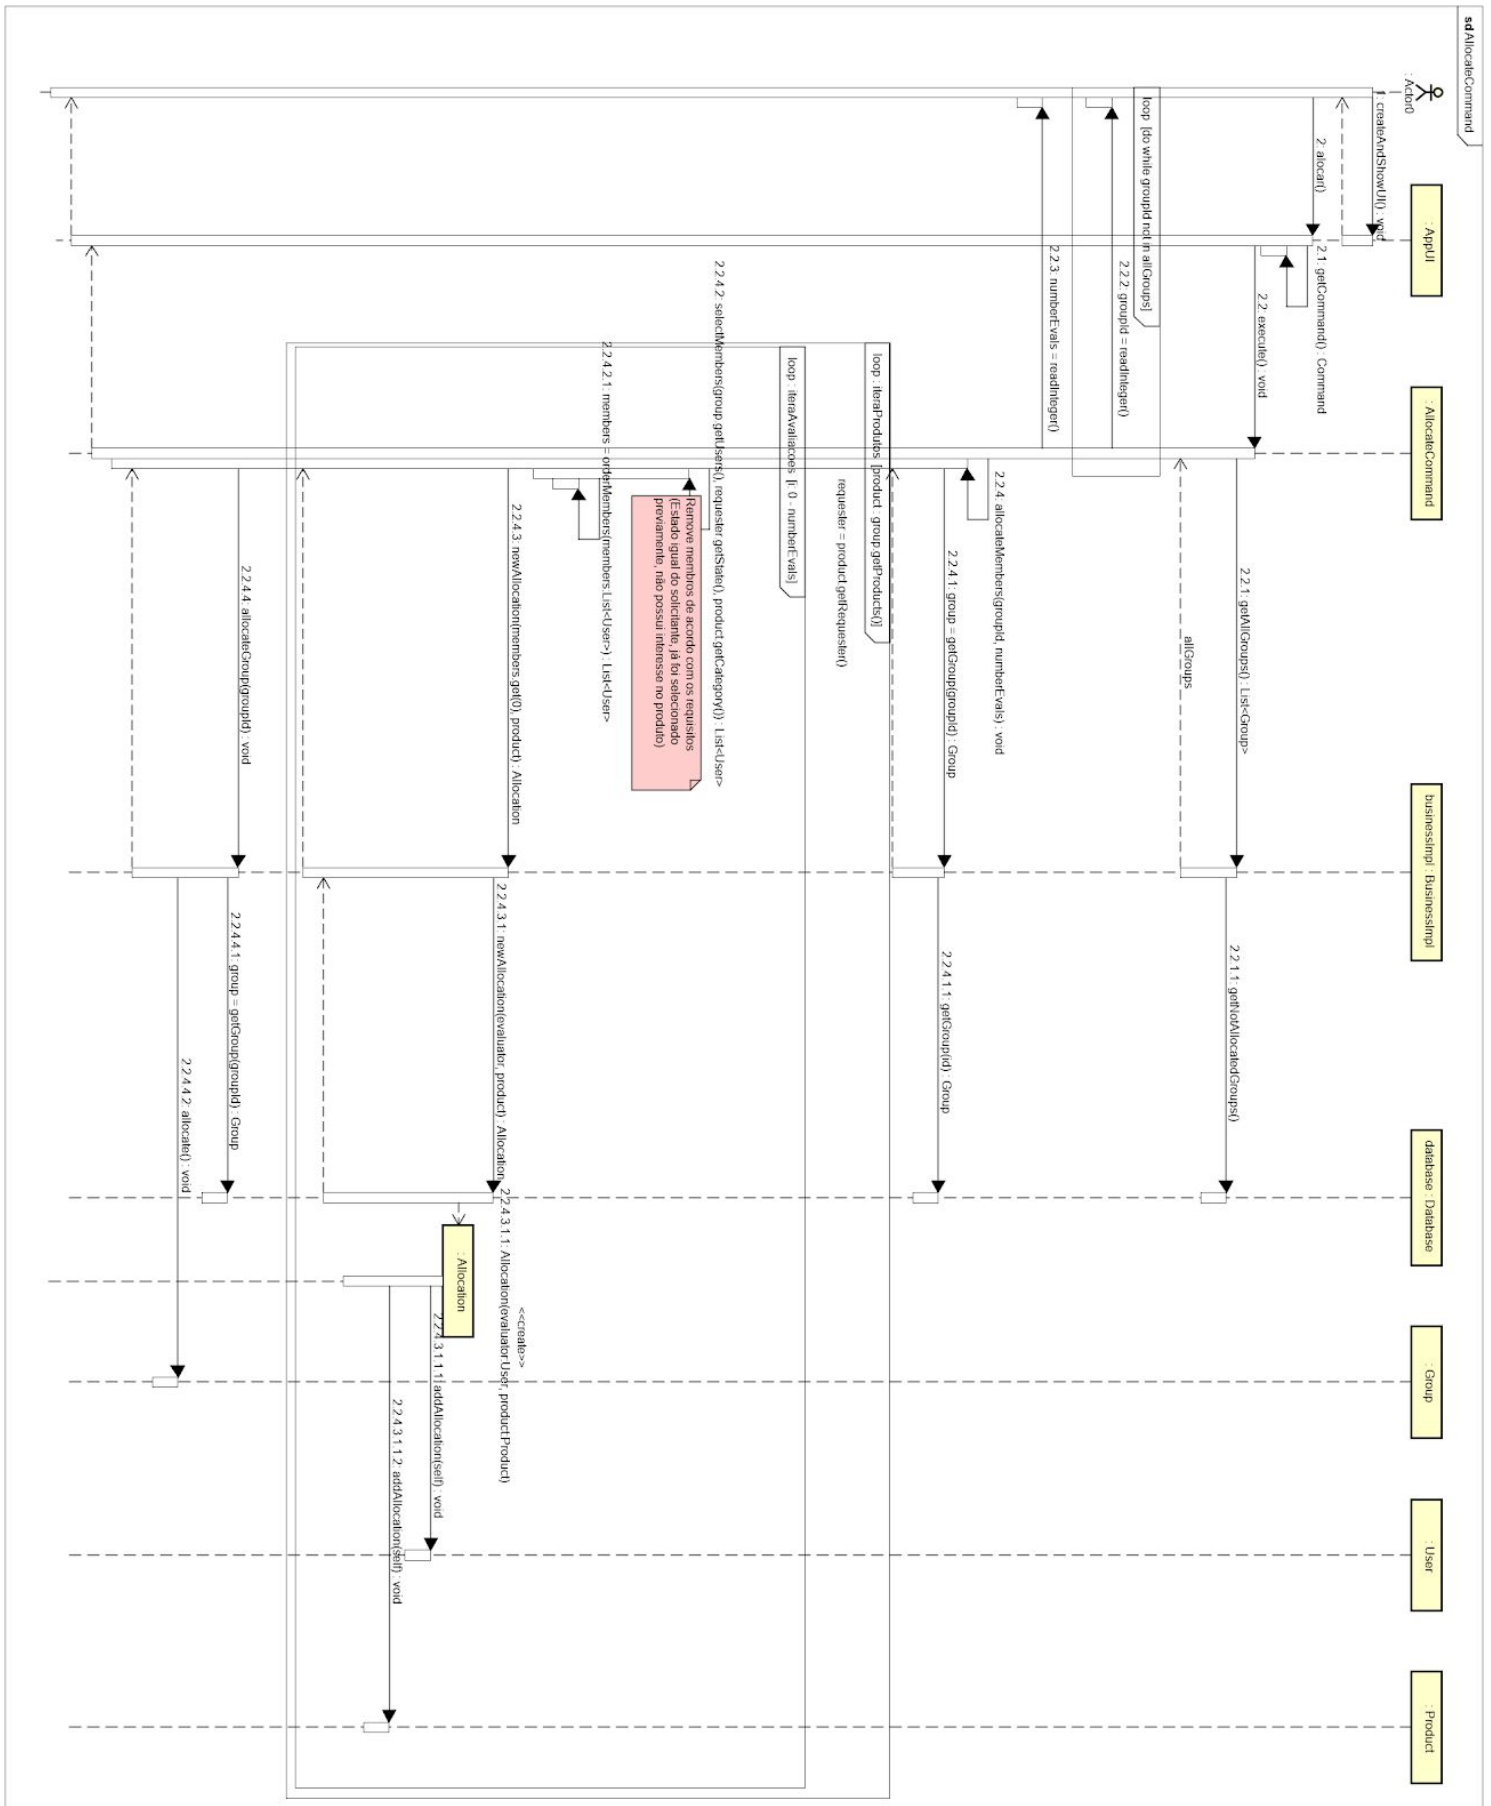 sd AllocateCommand
: Actor0
: AppUI
: AllocateCommand
businessImpl : BusinessImpl
database : Database
: Group
: User
: Product
1: createAndShowUI() : void
2: alocar()
2.1: getCommand() : Command
2.2: execute() : void
2.2.1: getAllGroups() : List<Group>
2.2.1.1: getNotAllocatedGroups()
allGroups
loop [do while groupId not in allGroups]
2.2.2: groupId = readInteger()
2.2.3: numberEvals = readInteger()
2.2.4: allocateMembers(groupId, numberEvals) : void
2.2.4.1: group = getGroup(groupId) : Group
2.2.4.1.1: getGroup(id) : Group
loop : iteraProdutos [product : group.getProducts()]
requester = product.getRequester()
loop : iteraAvaliacoes [i: 0 - numberEvals]
2.2.4.2: selectMembers(group.getUsers(), requester.getState(), product.getCategory()) : List<User>
Remove membros de acordo com os requisitos
(Estado igual do solicitante, já foi selecionado
previamente, não possui interesse no produto)
2.2.4.2.1: members = orderMembers(members:List<User>) : List<User>
2.2.4.3: newAllocation(members.get(0), product) : Allocation
2.2.4.3.1: newAllocation(evaluator, product) : Allocation
<<create>>
2.2.4.3.1.1: Allocation(evaluator:User, product:Product)
: Allocation
2.2.4.3.1.1.1: addAllocation(self) : void
2.2.4.3.1.1.2: addAllocation(self) : void
2.2.4.4: allocateGroup(groupId) : void
2.2.4.4.1: group = getGroup(groupId) : Group
2.2.4.4.2: allocate() : void